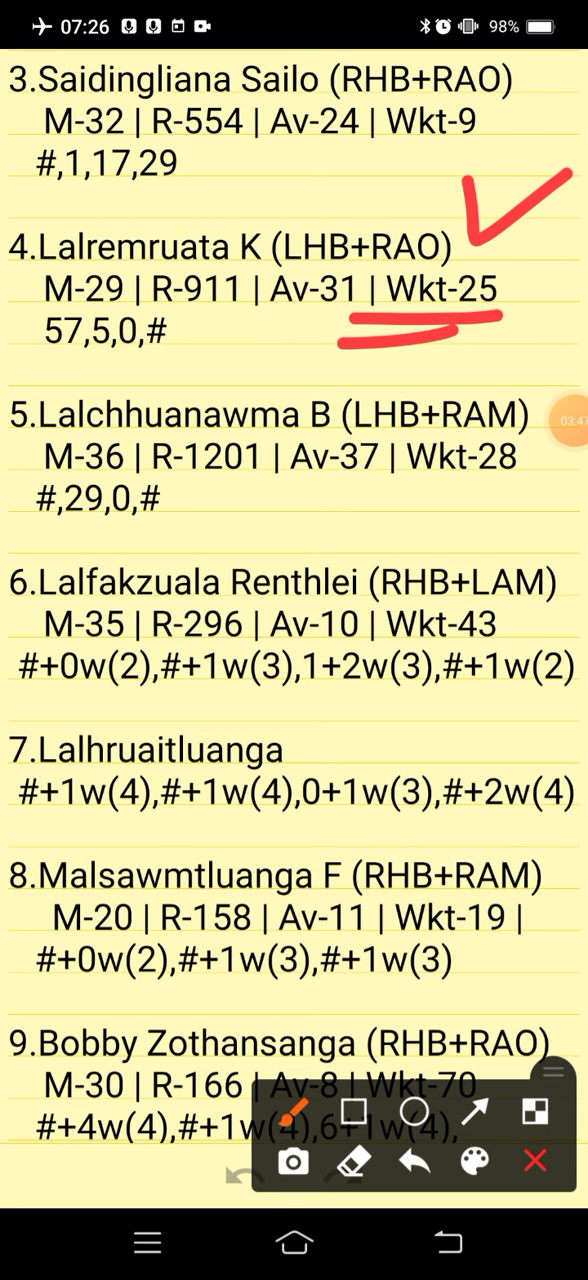 07:26
98%
3.Saidingliana Sailo (RHB+RAO)
M-32 | R-554 | Av-24 | Wkt-9
#,1,17,29
4.Lalremruata K (LHB+RAO)
M-29 | R-911 | Av-31 | Wkt-25
57,5,0,#
5.Lalchhuanawma B (LHB+RAM)
03:47
M-36 | R-1201 | Av-37 | Wkt-28
#,29,0,#
6.Lalfakzuala Renthlei (RHB+LAM)
M-35 | R-296 | Av-10 | Wkt-43
#+0w(2),#+1w(3),1+2w(3),#+1w(2)
7.Lalhruaitluanga
#+1w(4),#+1w(4),0+1w(3),#+2w(4)
8.Malsawmtluanga F (RHB+RAM)
M-20 | R-158 | Av-11 | Wkt-19 |
#+0w(2),#+1w(3),#+1w(3)
9.Bobby Zothansanga (RHB+RAO)
M-30 | R-166 | Av-8 | Wkt-70
#+4w(4),#+1w(4),6+1w(4),